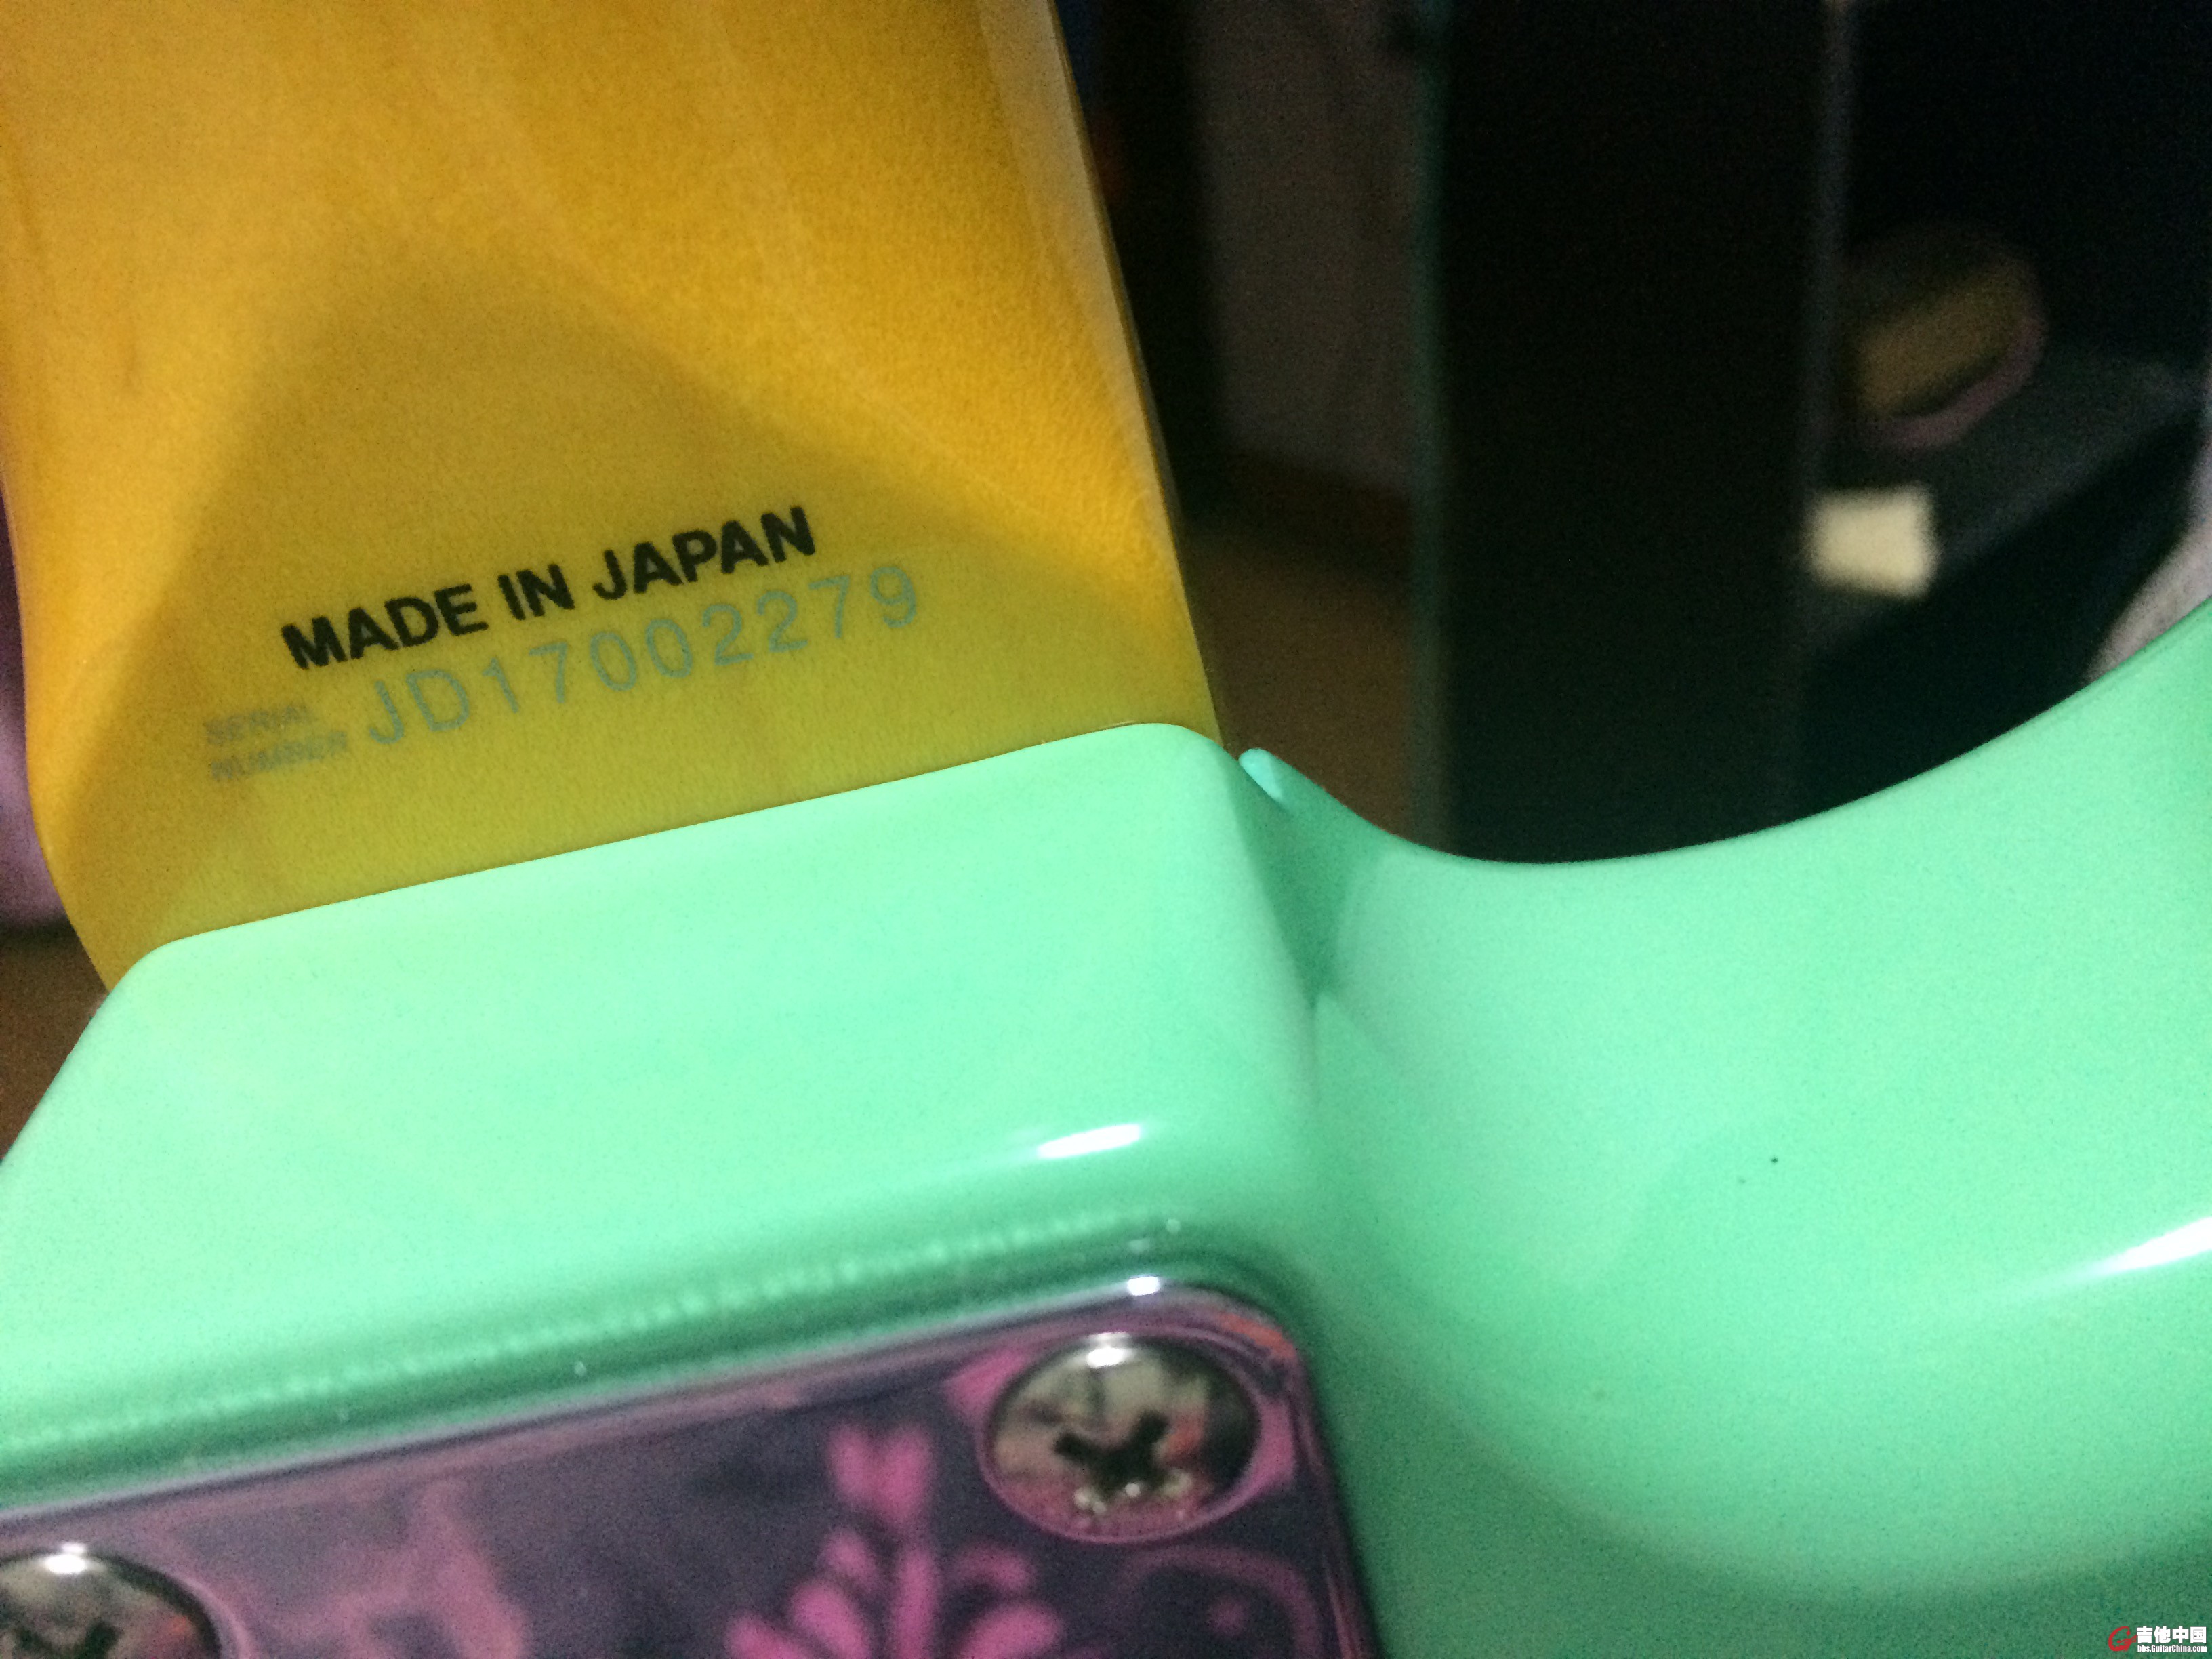 MADE IN JAPAN
SERIAL
NUMBER JD17002279
吉他中国
bbs.GuitarChina.com